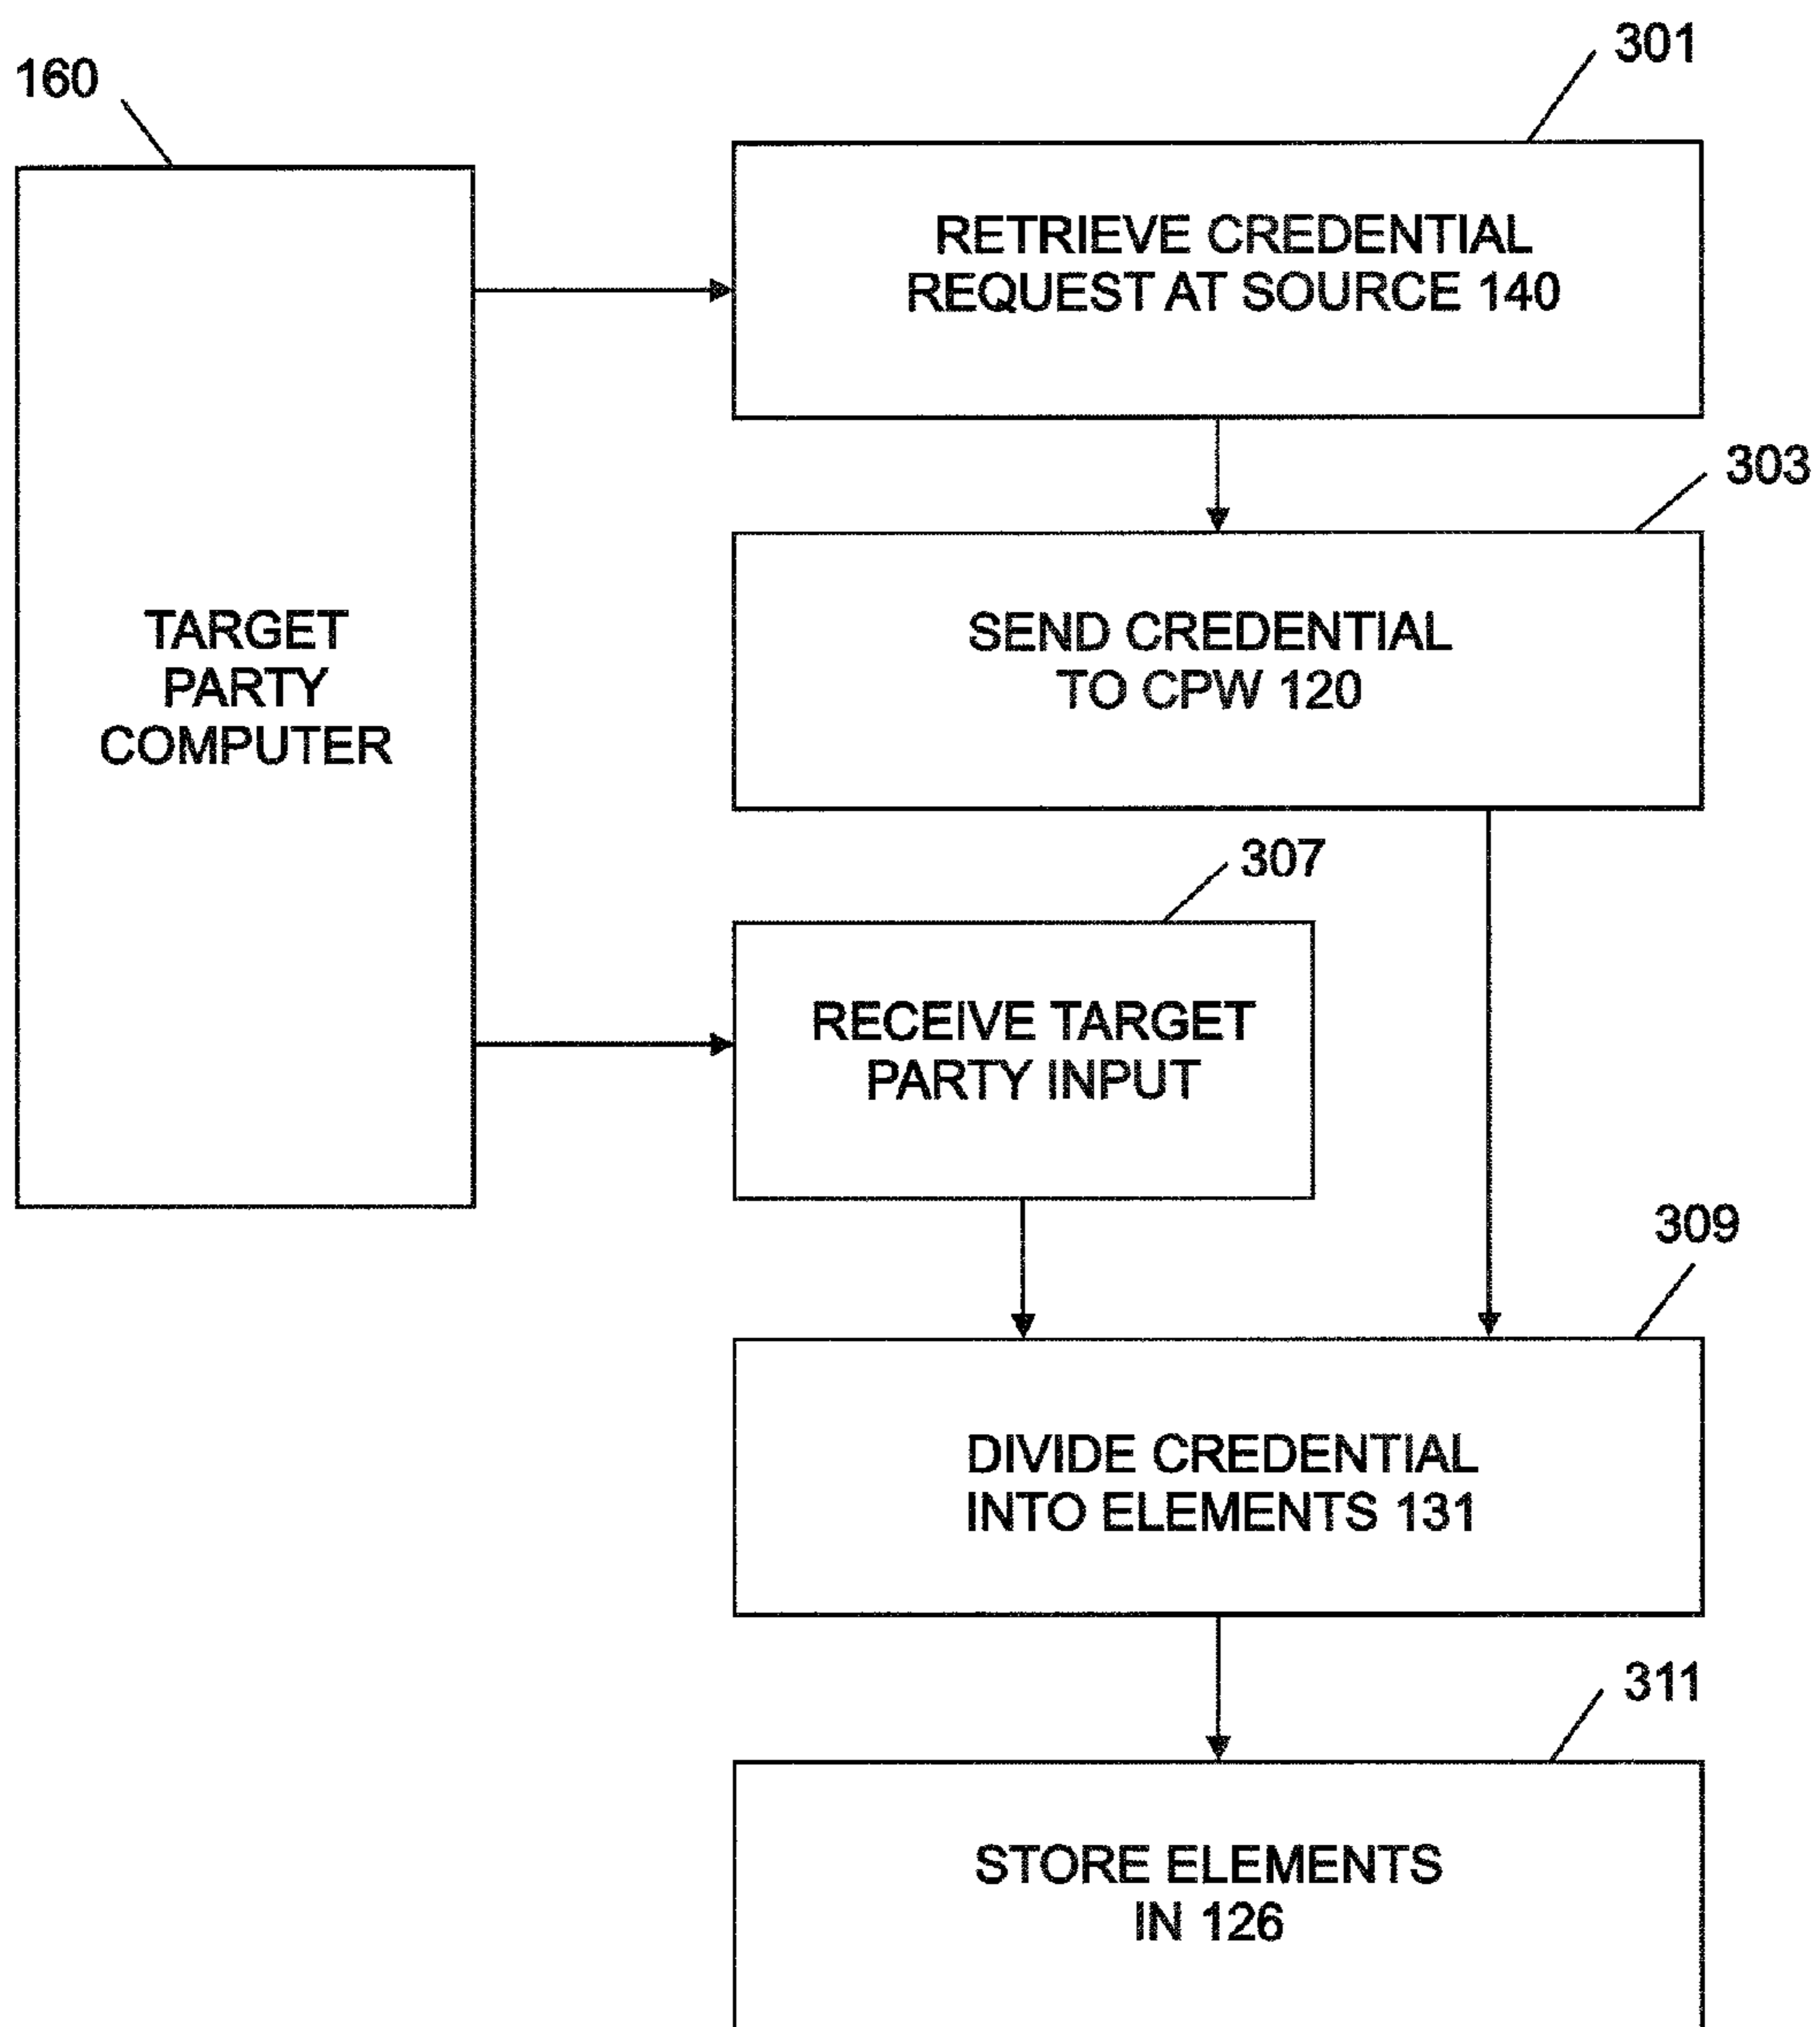 301
160
RETRIEVE CREDENTIAL
REQUEST AT SOURCE 140
303
TARGET
PARTY
COMPUTER
SEND CREDENTIAL
TO CPW 120
307
RECEIVE TARGET
PARTY INPUT
309
DIVIDE CREDENTIAL
INTO ELEMENTS 131
311
STORE ELEMENTS
IN 126